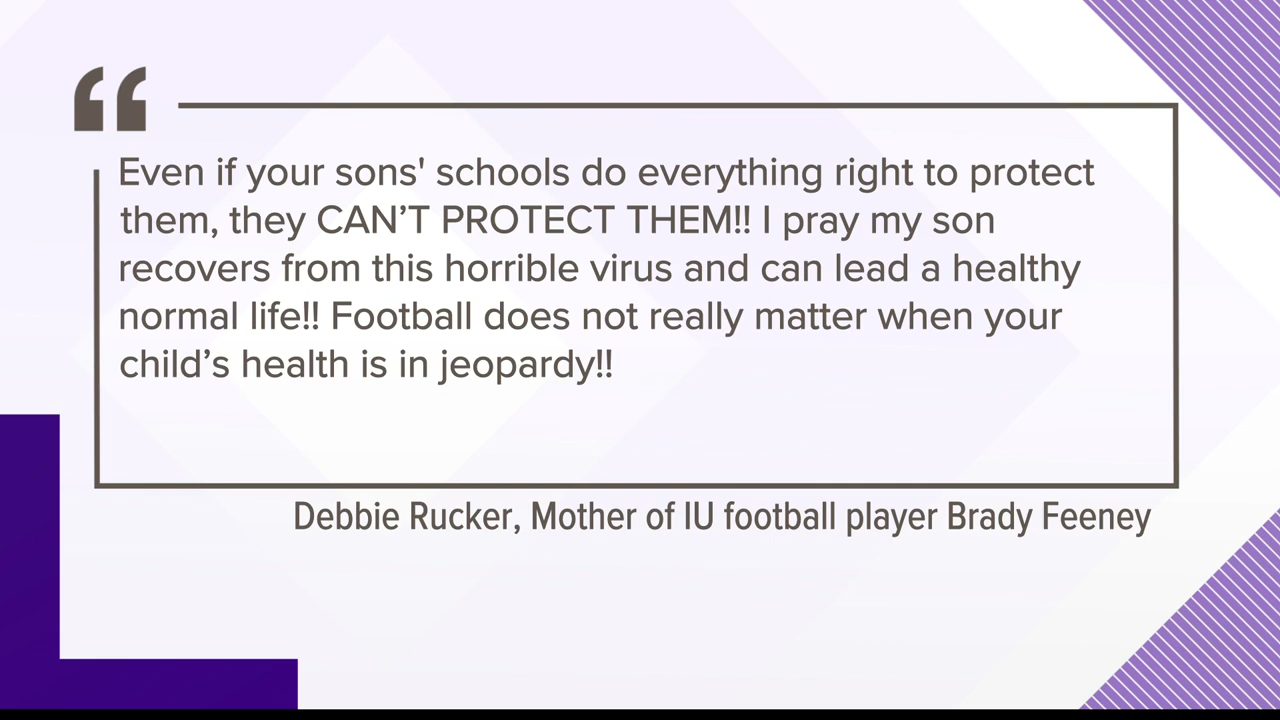 “
Even if your sons' schools do everything right to protect
them, they CAN’T PROTECT THEM!! I pray my son
recovers from this horrible virus and can lead a healthy
normal life!! Football does not really matter when your
child’s health is in jeopardy!!
Debbie Rucker, Mother of IU football player Brady Feeney